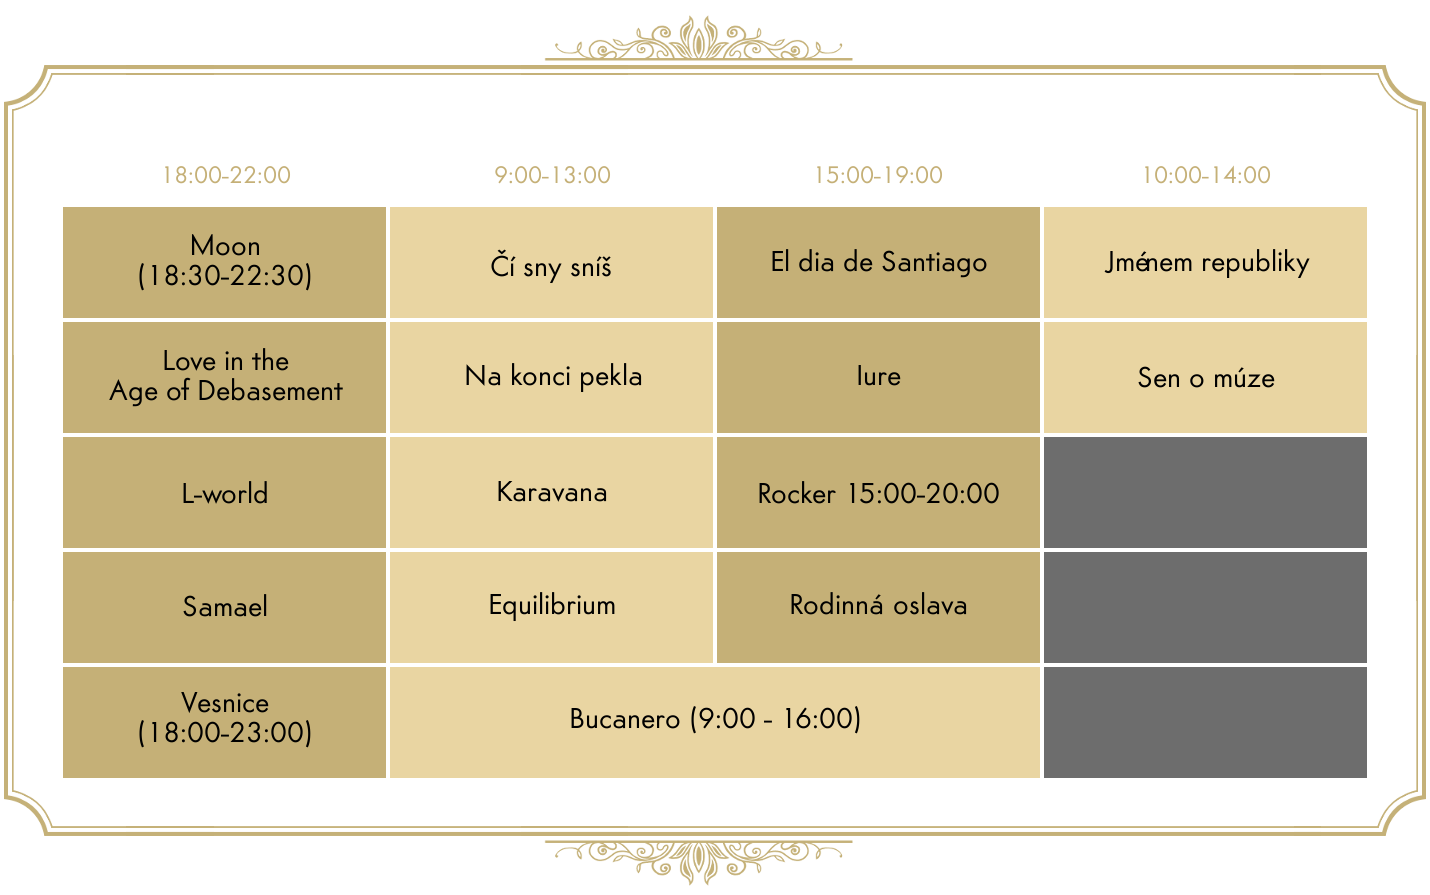 18:00-22:00
9:00-13:00
15:00-19:00
10:00-14:00
Moon
(18:30-22:30)
Čí sny sníš
El dia de Santiago
Jménem republiky
Love in the
Age of Debasement
Na konci pekla
Iure
Sen o múze
L-world
Karavana
Rocker 15:00-20:00
Samael
Equilibrium
Rodinná oslava
Vesnice
(18:00-23:00)
Bucanero (9:00 - 16:00)